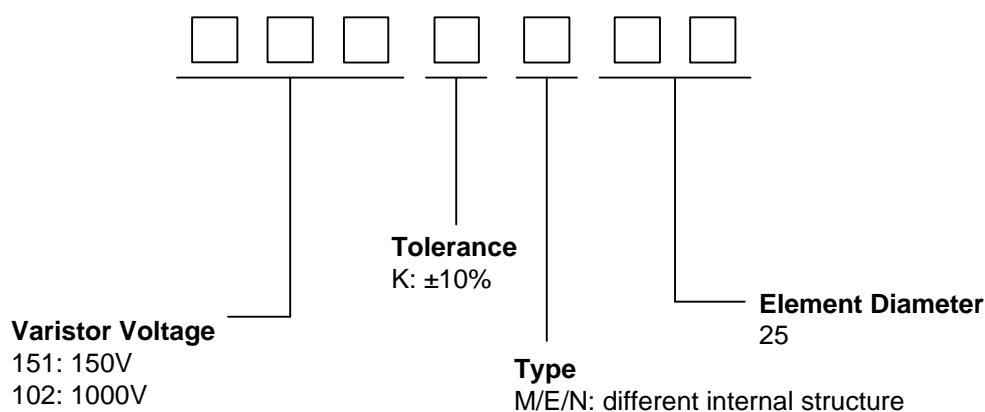 Tolerance
K: ±10%
Element Diameter
25
Varistor Voltage
151: 150V
102: 1000V
Type
M/E/N: different internal structure